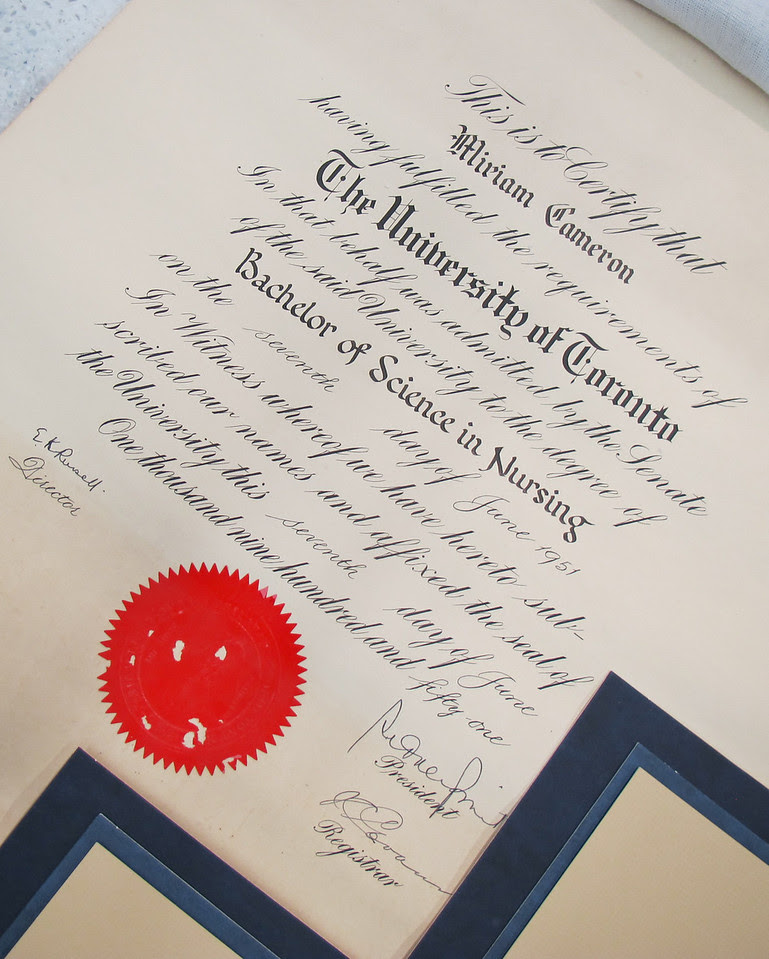 This is to Certify that
Miriam Cameron
having fulfilled the requirements of
The University of Toronto
In that behalf was admitted by the Senate
of the said University to the degree of
Bachelor of Science in Nursing
on the seventh day of June 1951
In Witness whereof we have hereto sub-
scribed our names and affixed the seal of
the University this seventh day of June
One thousand nine hundred and fifty one
E K Russell.
Director
President
Registrar